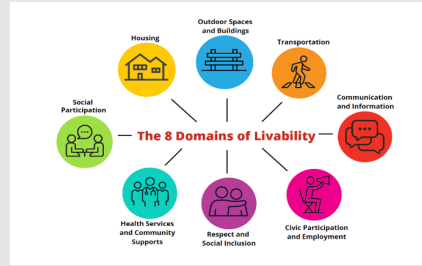 Outdoor Spaces
and Buildings
Housing
Transportation
Communication
and Information
Social
Participation
The 8 Domains of Livability
Health Services
and Community
Supports
Respect and
Social Inclusion
Civic Participation
and Employment